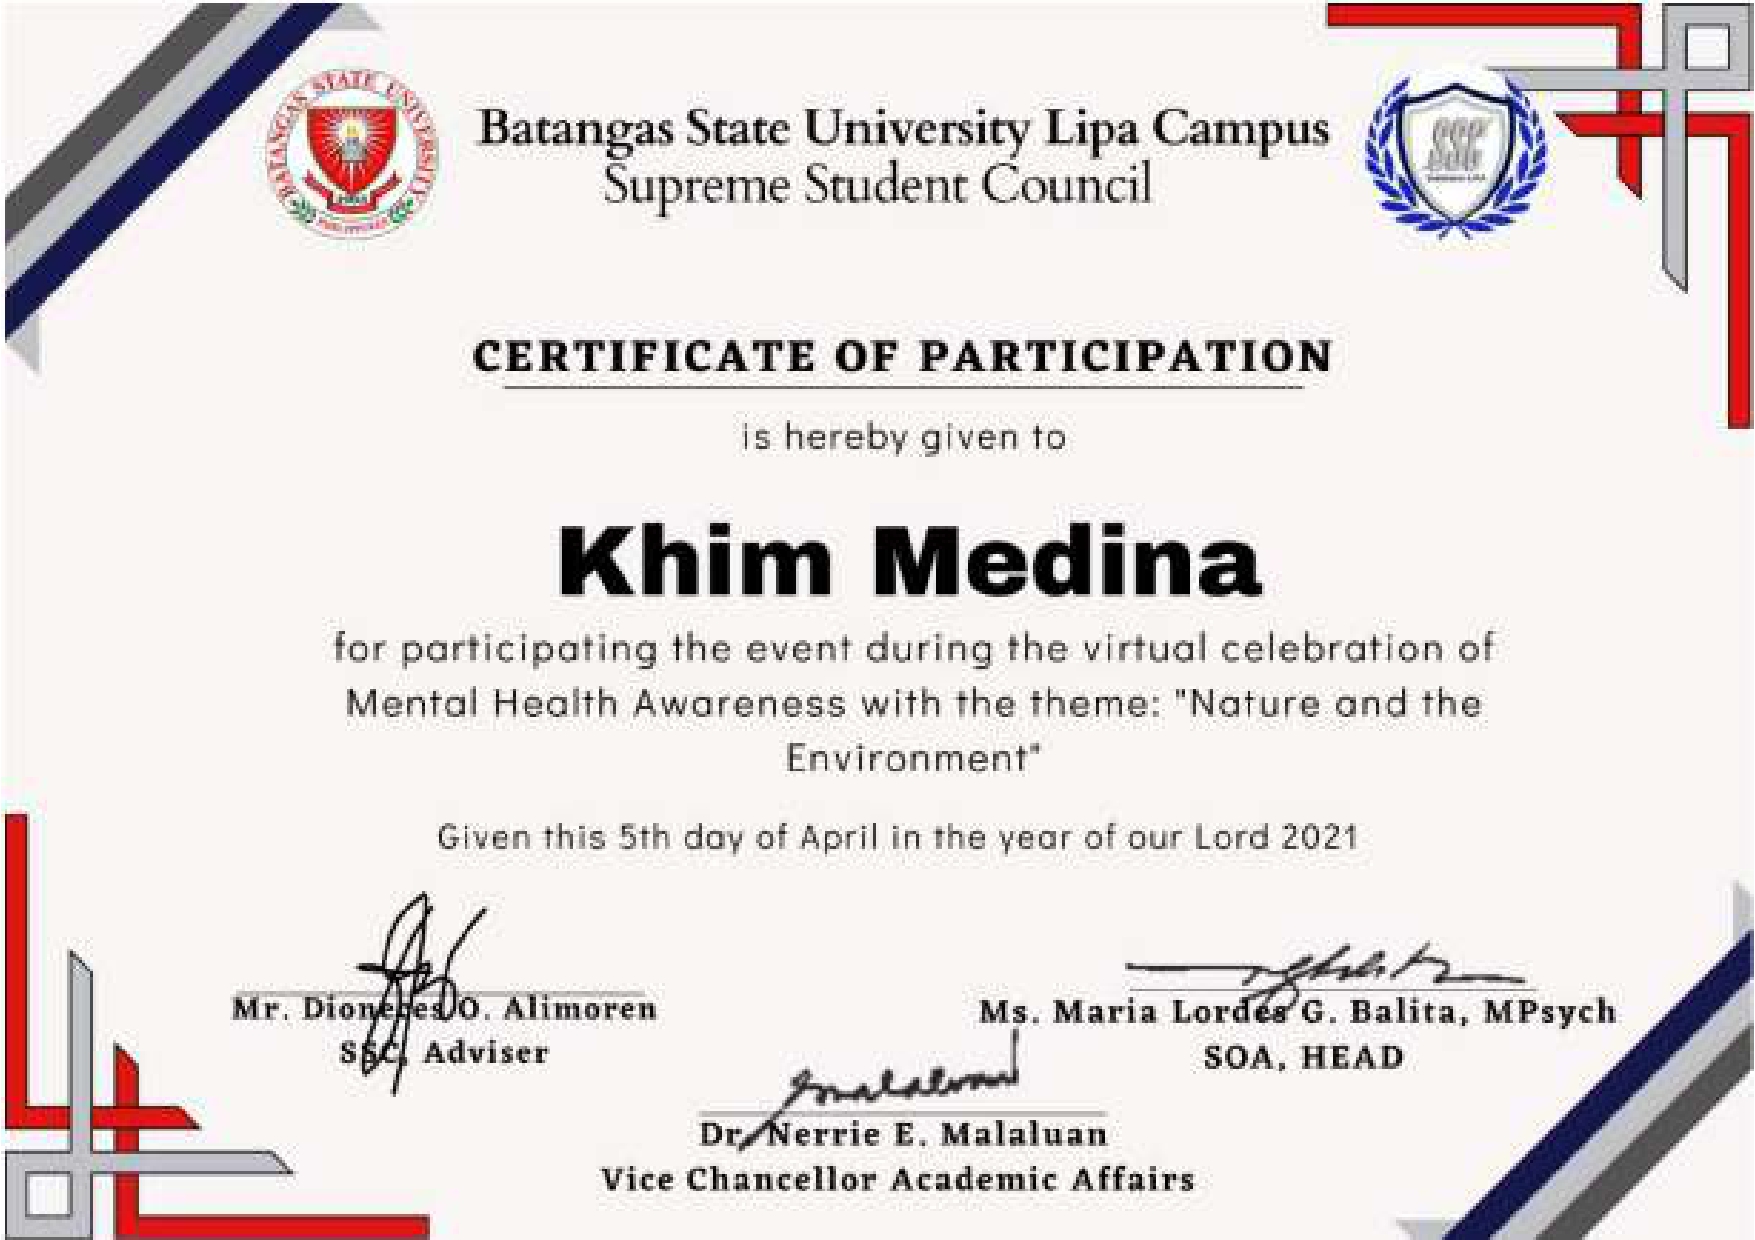 BATANGAS STATE UNIVERSITY
Batangas State University Lipa Campus
Supreme Student Council
CERTIFICATE OF PARTICIPATION
is hereby given to
Khim Medina
for participating the event during the virtual celebration of
Mental Health Awareness with the theme: "Nature and the
Environment"
Given this 5th day of April in the year of our Lord 2021
Mr. Dioneces O. Alimoren
SSC, Adviser
Ms. Maria Lordes G. Balita, MPsych
SOA, HEAD
Dr. Nerrie E. Malaluan
Vice Chancellor Academic Affairs